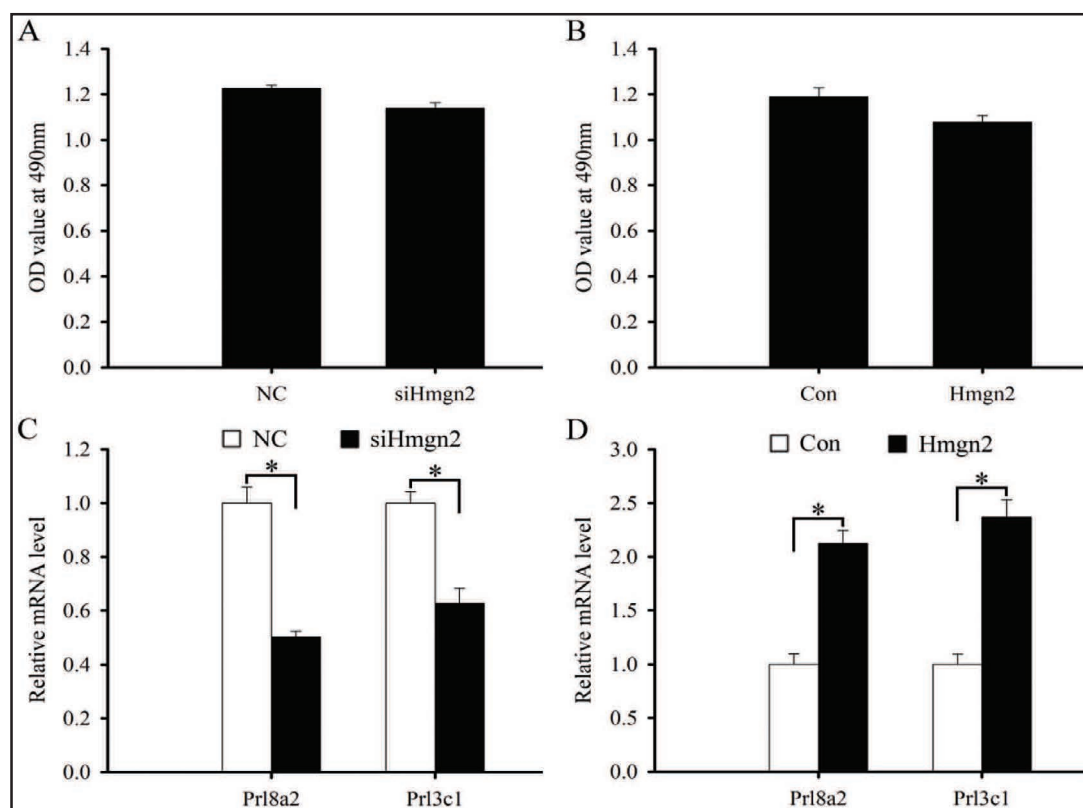 A
1.4
1.2
1.0
0.8
0.6
0.4
0.2
0.0
OD value at 490nm
NC siHmgn2
B
1.4
1.2
1.0
0.8
0.6
0.4
0.2
0.0
OD value at 490nm
Con Hmgn2
C
NC siHmgn2
1.2
1.0
0.8
0.6
0.4
0.2
0.0
Relative mRNA level
* *
Prl8a2 Prl3c1
D
Con Hmgn2
3.0
2.5
2.0
1.5
1.0
0.5
0.0
Relative mRNA level
* *
Prl8a2 Prl3c1